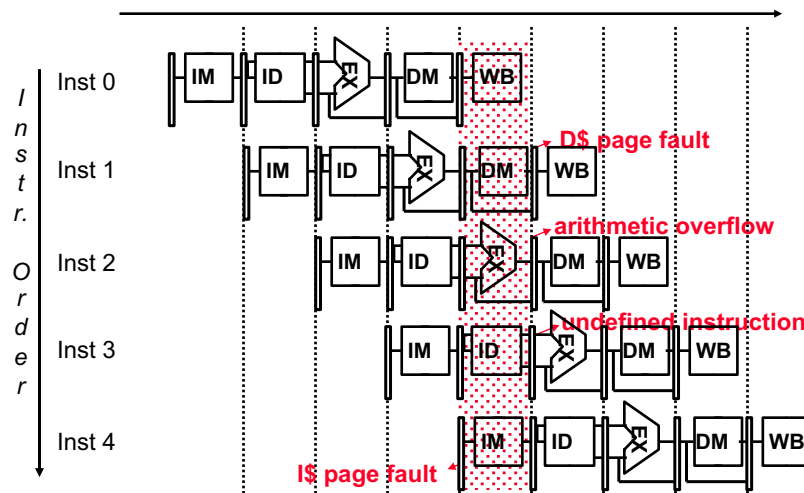 Inst 0 IM ID EX DM WB
D$ page fault
Inst 1 IM ID EX DM WB
arithmetic overflow
Inst 2 IM ID EX DM WB
undefined instruction
Inst 3 IM ID EX DM WB
Inst 4 IM ID EX DM WB
I$ page fault
Instr. Order